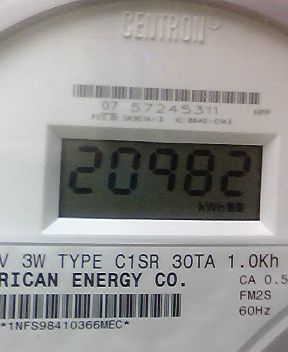 CENTRON®
07 57245311 HPP
20982
kWh
V 3W TYPE C1SR 30TA 1.0Kh
RICAN ENERGY CO. CA 0.5
FM2S
*1NFS98410366MEC* 60Hz